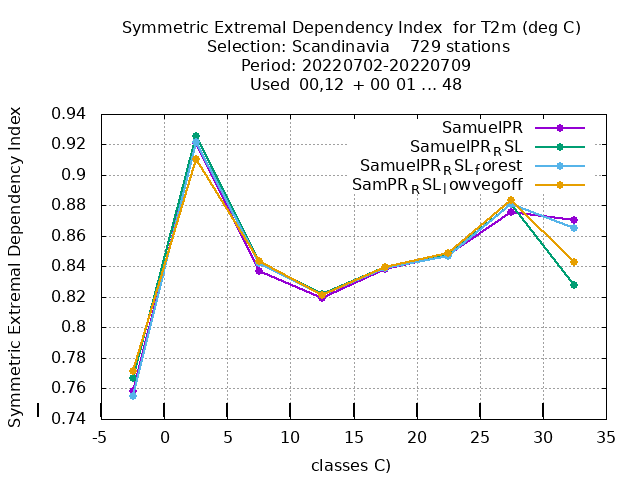 Symmetric Extremal Dependency Index  for T2m (deg C)
Selection: Scandinavia    729 stations
Period: 20220702-20220709
Used  00,12  + 00 01 ... 48
Symmetric Extremal Dependency Index
0.94
0.92
0.9
0.88
0.86
0.84
0.82
0.8
0.78
0.76
0.74
SamuelPR
SamuelPR_RSL
SamuelPR_RSL_forest
SamPR_RSL_lowvegoff
-5 0 5 10 15 20 25 30 35
classes C)